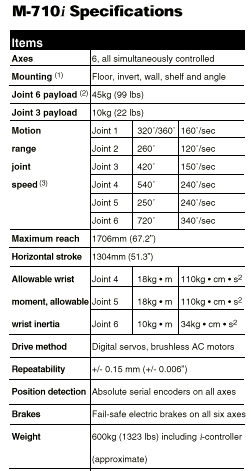 M-710i Specifications
Items
Axes 6, all simultaneously controlled
Mounting (1) Floor, invert, wall, shelf and angle
Joint 6 payload (2) 45kg (99 lbs)
Joint 3 payload 10kg (22 lbs)
Motion Joint 1 320˚/360˚ 160˚/sec
range Joint 2 260˚ 120˚/sec
joint Joint 3 420˚ 150˚/sec
speed (3) Joint 4 540˚ 240˚/sec
Joint 5 250˚ 240˚/sec
Joint 6 720˚ 340˚/sec
Maximum reach 1706mm (67.2")
Horizontal stroke 1304mm (51.3")
Allowable wrist Joint 4 18kg • m 110kg • cm • s2
moment, allowable Joint 5 18kg • m 110kg • cm • s2
wrist inertia Joint 6 10kg • m 34kg • cm • s2
Drive method Digital servos, brushless AC motors
Repeatability +/- 0.15 mm (+/- 0.006")
Position detection Absolute serial encoders on all axes
Brakes Fail-safe electric brakes on all six axes
Weight 600kg (1323 lbs) including i-controller
(approximate)